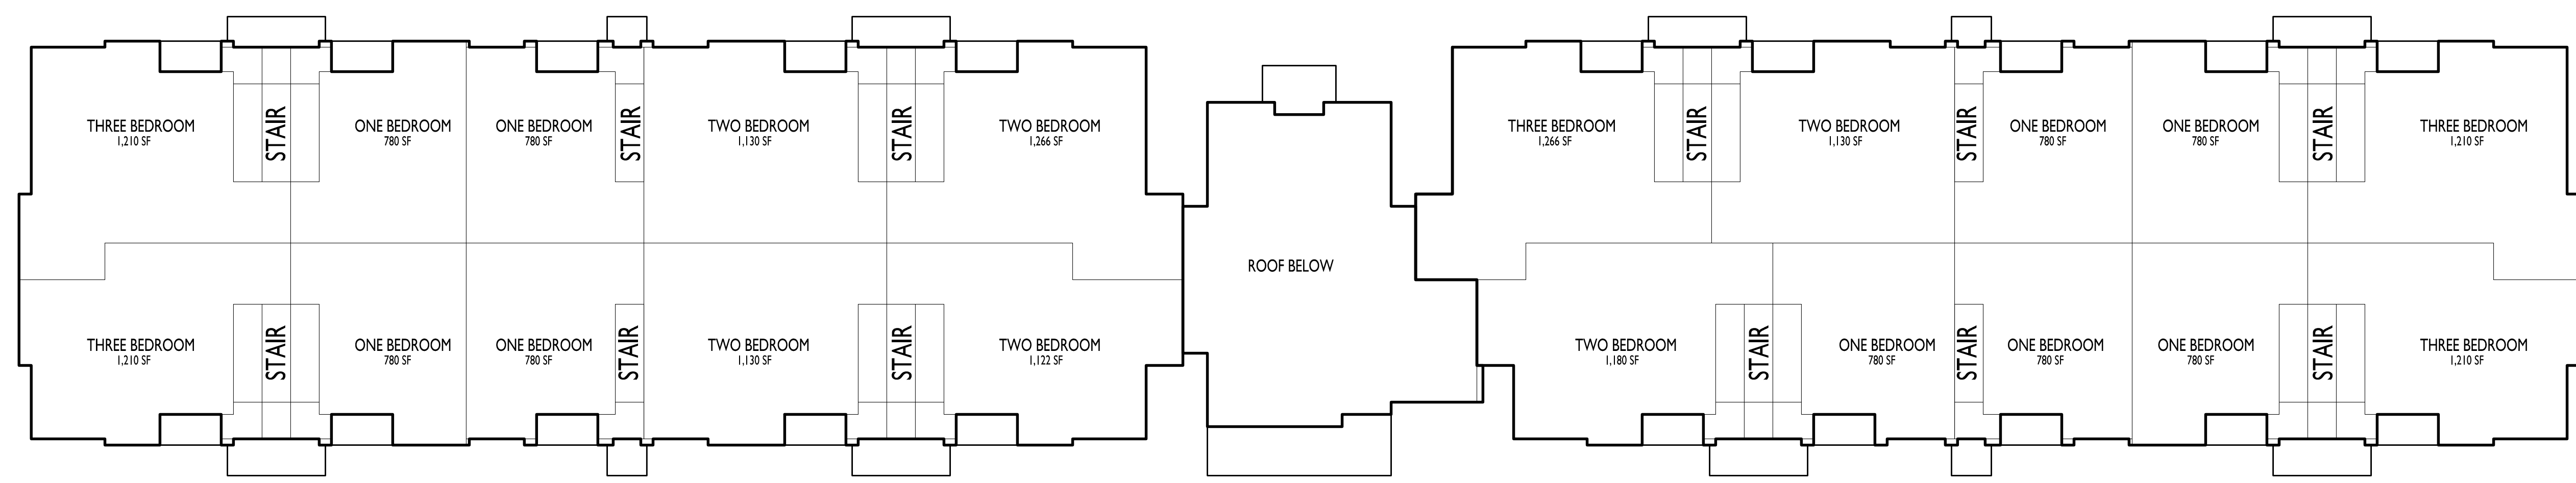 THREE BEDROOM
1,210 SF
STAIR
ONE BEDROOM
780 SF
ONE BEDROOM
780 SF
STAIR
TWO BEDROOM
1,130 SF
STAIR
TWO BEDROOM
1,266 SF
THREE BEDROOM
1,266 SF
STAIR
TWO BEDROOM
1,130 SF
STAIR
ONE BEDROOM
780 SF
ONE BEDROOM
780 SF
STAIR
THREE BEDROOM
1,210 SF
ROOF BELOW
THREE BEDROOM
1,210 SF
STAIR
ONE BEDROOM
780 SF
ONE BEDROOM
780 SF
STAIR
TWO BEDROOM
1,130 SF
STAIR
TWO BEDROOM
1,122 SF
TWO BEDROOM
1,180 SF
STAIR
ONE BEDROOM
780 SF
STAIR
ONE BEDROOM
780 SF
ONE BEDROOM
780 SF
STAIR
THREE BEDROOM
1,210 SF